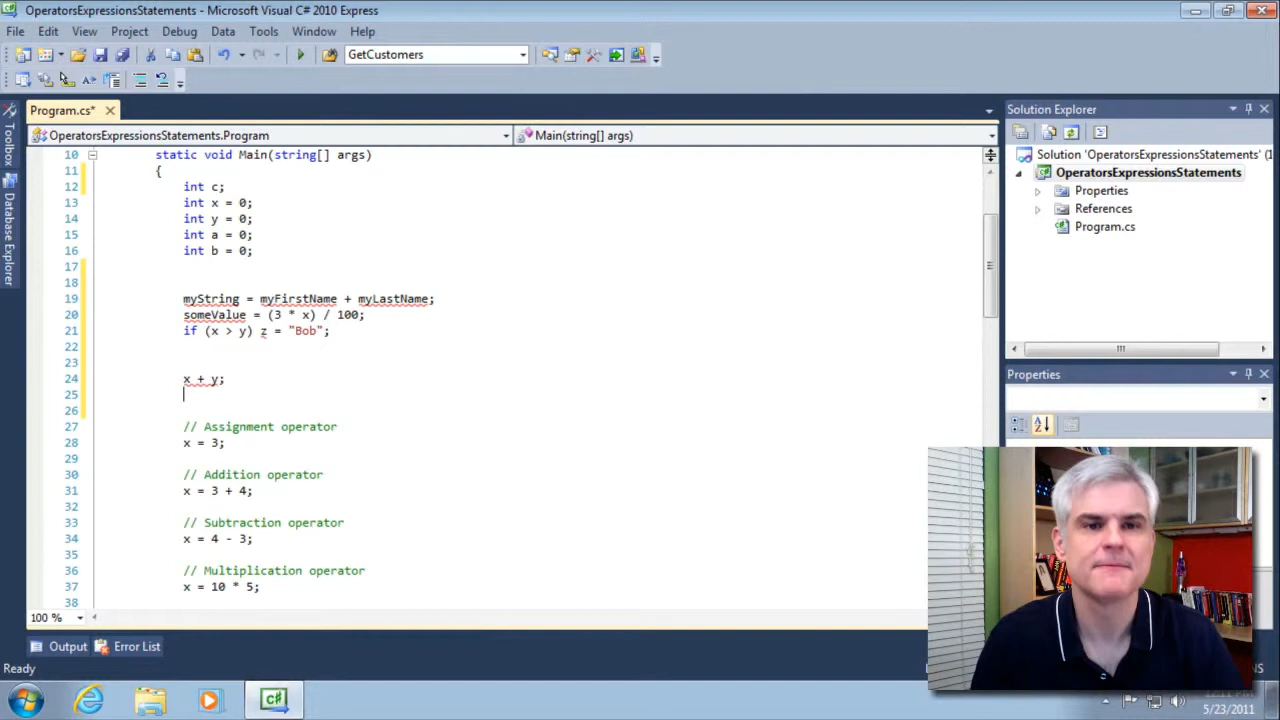 OperatorsExpressionsStatements - Microsoft Visual C# 2010 Express
File Edit View Project Debug Data Tools Window Help
GetCustomers
Program.cs* Solution Explorer
OperatorsExpressionsStatements.Program Main(string[] args)
Toolbox
Database Explorer
10 static void Main(string[] args)
11 {
12 int c;
13 int x = 0;
14 int y = 0;
15 int a = 0;
16 int b = 0;
17
18
19 myString = myFirstName + myLastName;
20 someValue = (3 * x) / 100;
21 if (x > y) z = "Bob";
22
23
24 x + y;
25
26
27 // Assignment operator
28 x = 3;
29
30 // Addition operator
31 x = 3 + 4;
32
33 // Subtraction operator
34 x = 4 - 3;
35
36 // Multiplication operator
37 x = 10 * 5;
38
Solution 'OperatorsExpressionsStatements' (1
OperatorsExpressionsStatements
Properties
References
Program.cs
Properties
100 %
Output Error List
Ready
5/23/2011